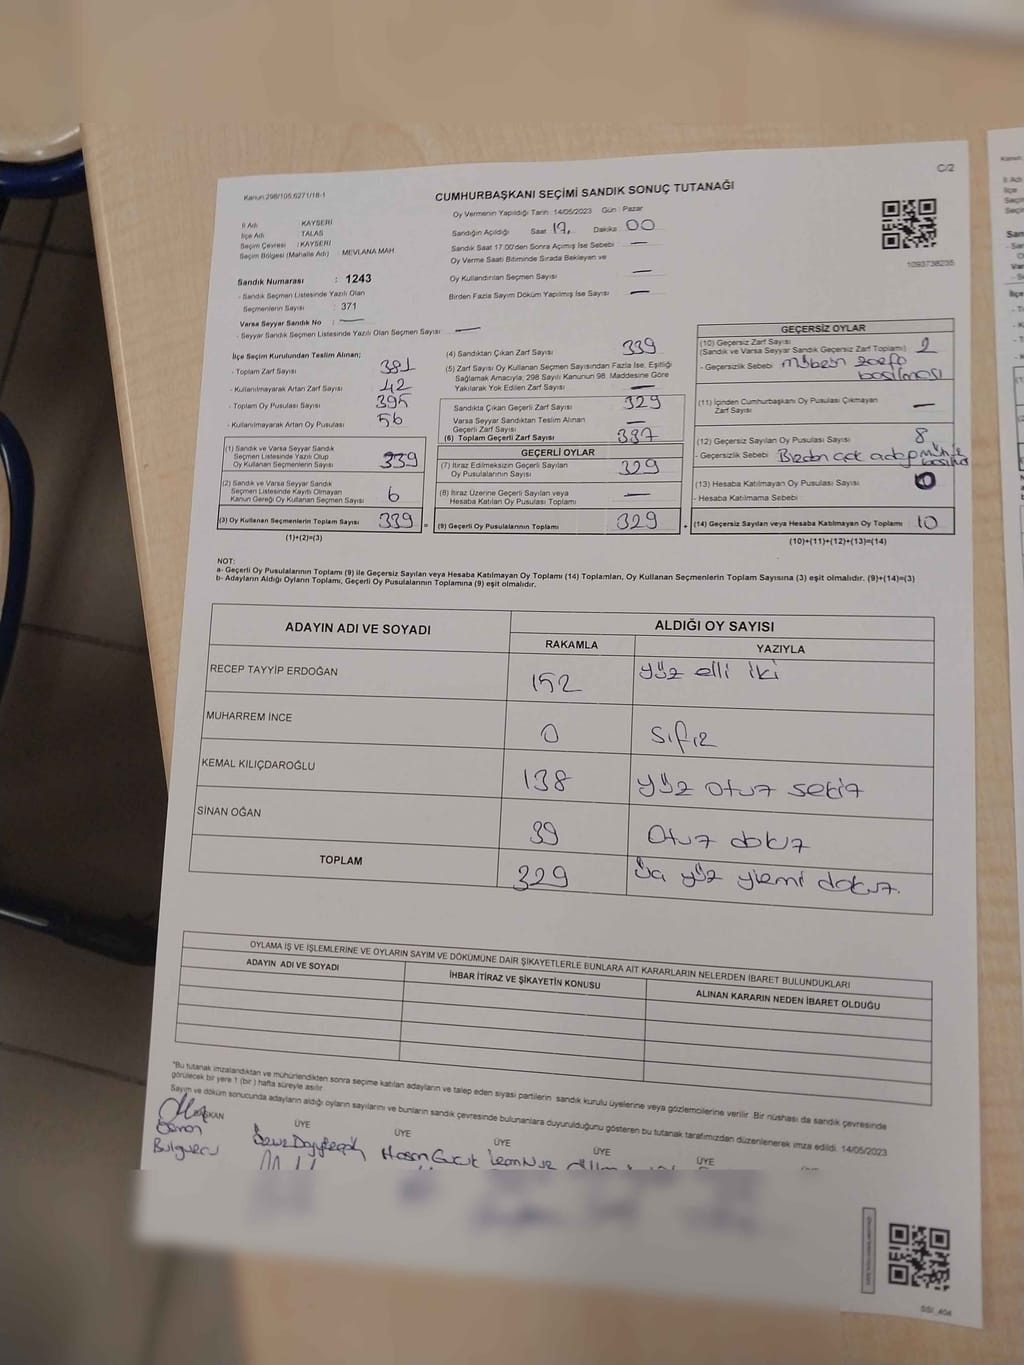 C/2
Kanun:298/105 6271/18-1
CUMHURBAŞKANI SEÇİMİ SANDIK SONUÇ TUTANAĞI
İl Adı : KAYSERİ
İlçe Adı : TALAS
Seçim Çevresi : KAYSERİ
Seçim Bölgesi (Mahalle Adı) : MEVLANA MAH.
Oy Vermenin Yapıldığı Tarih :14/05/2023 Gün : Pazar
Sandığın Açıldığı Saat 17, Dakika 00
Sandık Saat 17.00'den Sonra Açımış İse Sebebi —
Oy Verme Saati Bitiminde Sırada Bekleyen ve
Oy Kullandırılan Seçmen Sayısı —
Birden Fazla Sayım Döküm Yapılmış İse Sayısı —
1093738235
Sandık Numarası : 1243
- Sandık Seçmen Listesinde Yazılı Olan
Seçmenlerin Sayısı : 371
Varsa Seyyar Sandık No : —
- Seyyar Sandık Seçmen Listesinde Yazılı Olan Seçmen Sayısı : —
İlçe Seçim Kurulundan Teslim Alınan;
- Toplam Zarf Sayısı 381
- Kullanılmayarak Artan Zarf Sayısı 42
- Toplam Oy Pusulası Sayısı 395
- Kullanılmayarak Artan Oy Pusulası 56
(1) Sandık ve Varsa Seyyar Sandık
Seçmen Listesinde Yazılı Olup
Oy Kullanan Seçmenlerin Sayısı 339
(2) Sandık ve Varsa Seyyar Sandık
Seçmen Listesinde Kayıtlı Olmayan
Kanun Gereği Oy Kullanan Seçmen Sayısı 6
(3) Oy Kullanan Seçmenlerin Toplam Sayısı 339
(1)+(2)=(3)
(4) Sandıktan Çıkan Zarf Sayısı 339
(5) Zarf Sayısı Oy Kullanan Seçmen Sayısından Fazla İse, Eşitliği
Sağlamak Amacıyla, 298 Sayılı Kanunun 98. Maddesine Göre
Yakılarak Yok Edilen Zarf Sayısı —
Sandıkta Çıkan Geçerli Zarf Sayısı 329
Varsa Seyyar Sandıktan Teslim Alınan
Geçerli Zarf Sayısı —
(6) Toplam Geçerli Zarf Sayısı 337
GEÇERLİ OYLAR
(7) İtiraz Edilmeksizin Geçerli Sayılan
Oy Pusulalarının Sayısı 329
(8) İtiraz Üzerine Geçerli Sayılan veya
Hesaba Katılan Oy Pusulası Toplamı —
(9) Geçerli Oy Pusulalarının Toplamı 329
GEÇERSİZ OYLAR
(10) Geçersiz Zarf Sayısı
(Sandık ve Varsa Seyyar Sandık Geçersiz Zarf Toplamı) 2
- Geçersizlik Sebebi mührün zarfa
basılması
(11) İçinden Cumhurbaşkanı Oy Pusulası Çıkmayan
Zarf Sayısı —
(12) Geçersiz Sayılan Oy Pusulası Sayısı 8
- Geçersizlik Sebebi Birden çok adaya
(13) Hesaba Katılmayan Oy Pusulası Sayısı 0
- Hesaba Katılmama Sebebi
(14) Geçersiz Sayılan veya Hesaba Katılmayan Oy Toplamı 10
(10)+(11)+(12)+(13)=(14)
NOT:
a- Geçerli Oy Pusulalarının Toplamı (9) ile Geçersiz Sayılan veya Hesaba Katılmayan Oy Toplamı (14) Toplamları, Oy Kullanan Seçmenlerin Toplam Sayısına (3) eşit olmalıdır. (9)+(14)=(3)
b- Adayların Aldığı Oyların Toplamı, Geçerli Oy Pusulalarının Toplamına (9) eşit olmalıdır.
ADAYIN ADI VE SOYADI ALDIĞI OY SAYISI
RAKAMLA YAZIYLA
RECEP TAYYİP ERDOĞAN 152 yüz elli iki
MUHARREM İNCE 0 sıfır
KEMAL KILIÇDAROĞLU 138 yüz otuz sekiz
SİNAN OĞAN 39 otuz dokuz
TOPLAM 329 Üç yüz yirmi dokuz.
OYLAMA İŞ VE İŞLEMLERİNE VE OYLARIN SAYIM VE DÖKÜMÜNE DAİR ŞİKAYETLERLE BUNLARA AİT KARARLARIN NELERDEN İBARET BULUNDUKLARI
ADAYIN ADI VE SOYADI İHBAR İTİRAZ VE ŞİKAYETİN KONUSU ALINAN KARARIN NEDEN İBARET OLDUĞU
"Bu tutanak imzalandıktan ve mühürlendikten sonra seçime katılan adayların ve talep eden siyasi partilerin sandık kurulu üyelerine veya gözlemcilerine verilir. Bir nüshası da sandık çevresinde
görülecek bir yere 1 (bir ) hafta süreyle asılır.
Sayım ve döküm sonucunda adayların aldığı oyların sayılarını ve bunların sandık çevresinde bulunanlara duyurulduğunu gösteren bu tutanak tarafımızdan düzenlenerek imza edildi. 14/05/2023
BAŞKAN ÜYE ÜYE ÜYE ÜYE ÜYE
SSI_404